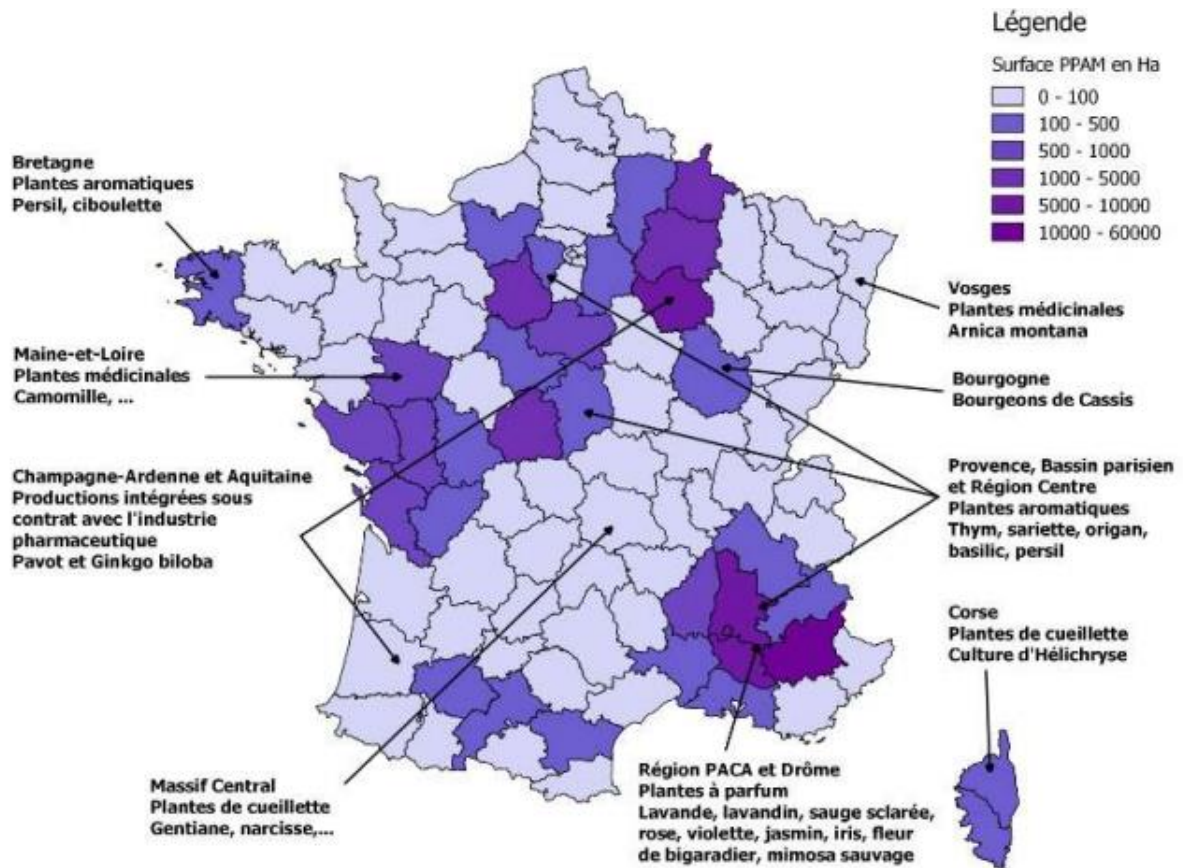 Légende
Surface PPAM en Ha
0 - 100
100 - 500
500 - 1000
1000 - 5000
5000 - 10000
10000 - 60000
Bretagne
Plantes aromatiques
Persil, ciboulette
Maine-et-Loire
Plantes médicinales
Camomille, ...
Champagne-Ardenne et Aquitaine
Productions intégrées sous
contrat avec l'industrie
pharmaceutique
Pavot et Ginkgo biloba
Massif Central
Plantes de cueillette
Gentiane, narcisse,...
Vosges
Plantes médicinales
Arnica montana
Bourgogne
Bourgeons de Cassis
Provence, Bassin parisien
et Région Centre
Plantes aromatiques
Thym, sariette, origan,
basilic, persil
Corse
Plantes de cueillette
Culture d'Hélichryse
Région PACA et Drôme
Plantes à parfum
Lavande, lavandin, sauge sclarée,
rose, violette, jasmin, iris, fleur
de bigaradier, mimosa sauvage